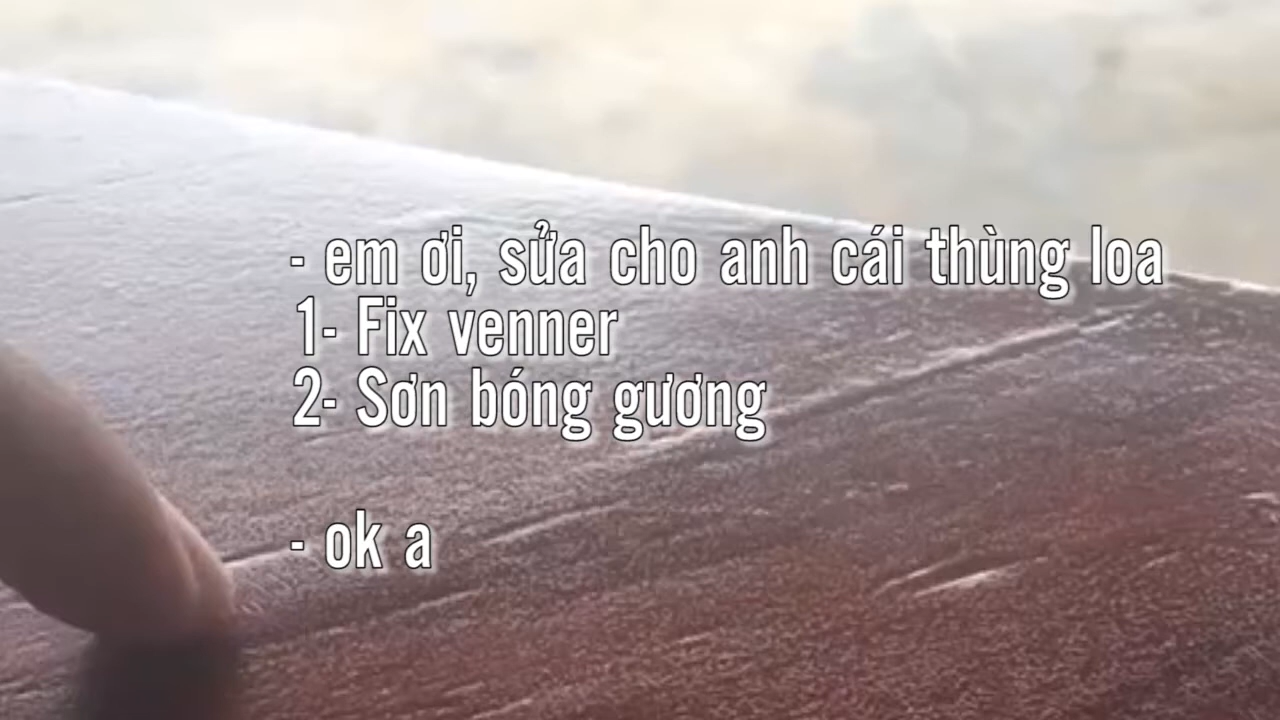 - em ơi, sửa cho anh cái thùng loa
1- Fix venner
2- Sơn bóng gương
- ok a